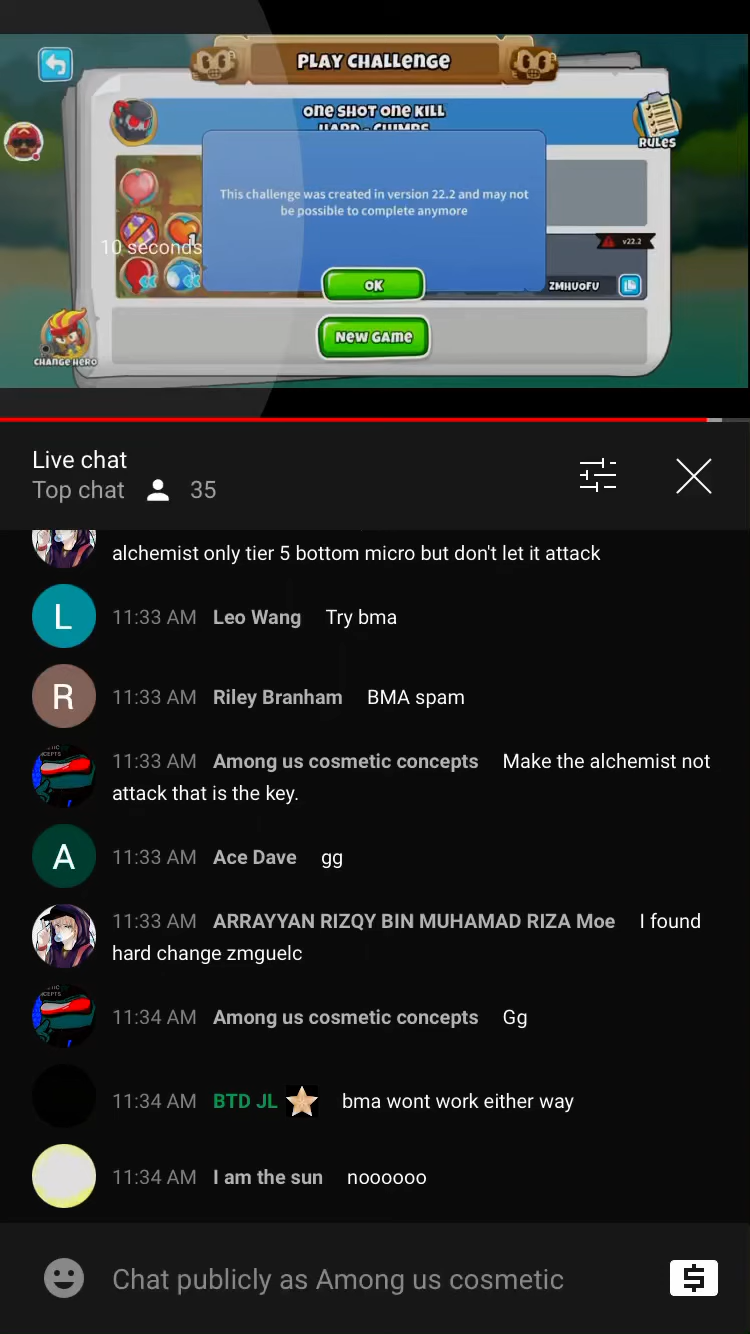 PLAY CHALLENGE
ONE SHOT ONE KILL
HARD - CHIMPS
RULES
This challenge was created in version 22.2 and may not
be possible to complete anymore
1
10 seconds
v22.2
OK
ZMHUOFU
NEW GAME
CHANGE HERO
Live chat
Top chat 35
alchemist only tier 5 bottom micro but don't let it attack
L 11:33 AM Leo Wang Try bma
R 11:33 AM Riley Branham BMA spam
11:33 AM Among us cosmetic concepts Make the alchemist not
attack that is the key.
A 11:33 AM Ace Dave gg
11:33 AM ARRAYYAN RIZQY BIN MUHAMAD RIZA Moe I found
hard change zmguelc
11:34 AM Among us cosmetic concepts Gg
11:34 AM BTD JL bma wont work either way
11:34 AM I am the sun noooooo
Chat publicly as Among us cosmetic $